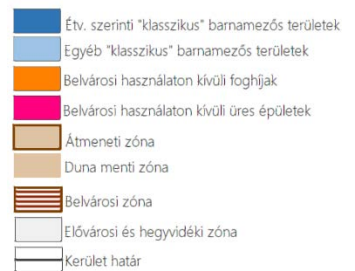 Étv. szerinti "klasszikus" barnamezős területek
Egyéb "klasszikus" barnamezős területek
Belvárosi használaton kívüli foghíjak
Belvárosi használaton kívüli üres épületek
Átmeneti zóna
Duna menti zóna
Belvárosi zóna
Elővárosi és hegyvidéki zóna
Kerület határ